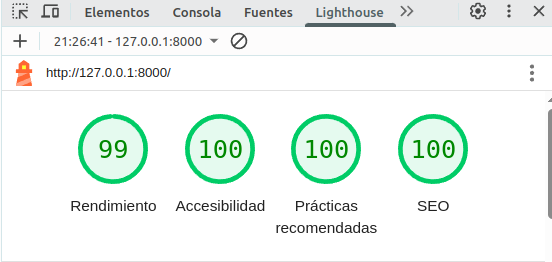 Elementos Consola Fuentes Lighthouse
21:26:41 - 127.0.0.1:8000
http://127.0.0.1:8000/
99 100 100 100
Rendimiento Accesibilidad Prácticas recomendadas SEO